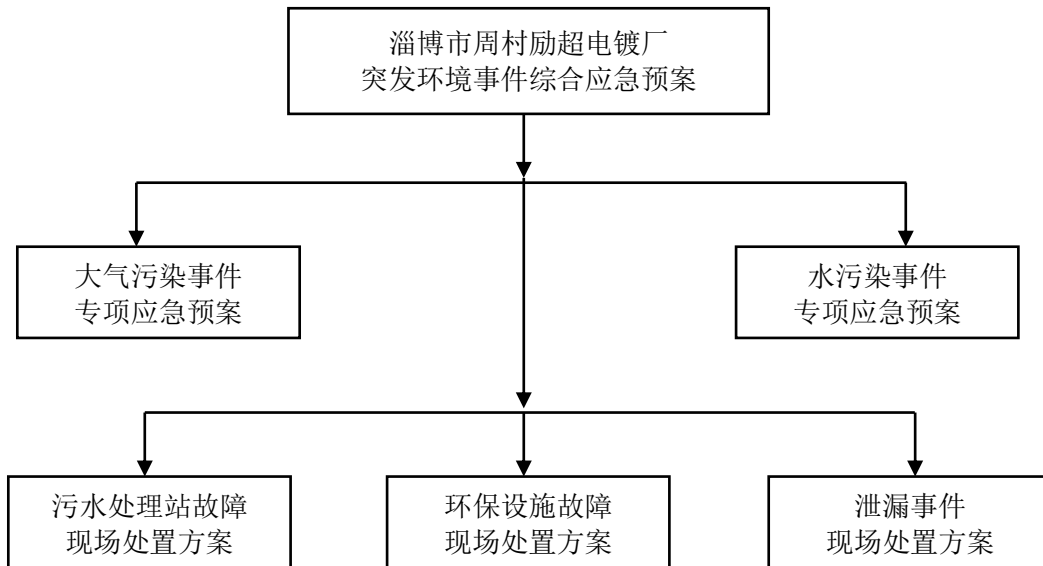 淄博市周村励超电镀厂
突发环境事件综合应急预案
大气污染事件
专项应急预案
水污染事件
专项应急预案
污水处理站故障
现场处置方案
环保设施故障
现场处置方案
泄漏事件
现场处置方案